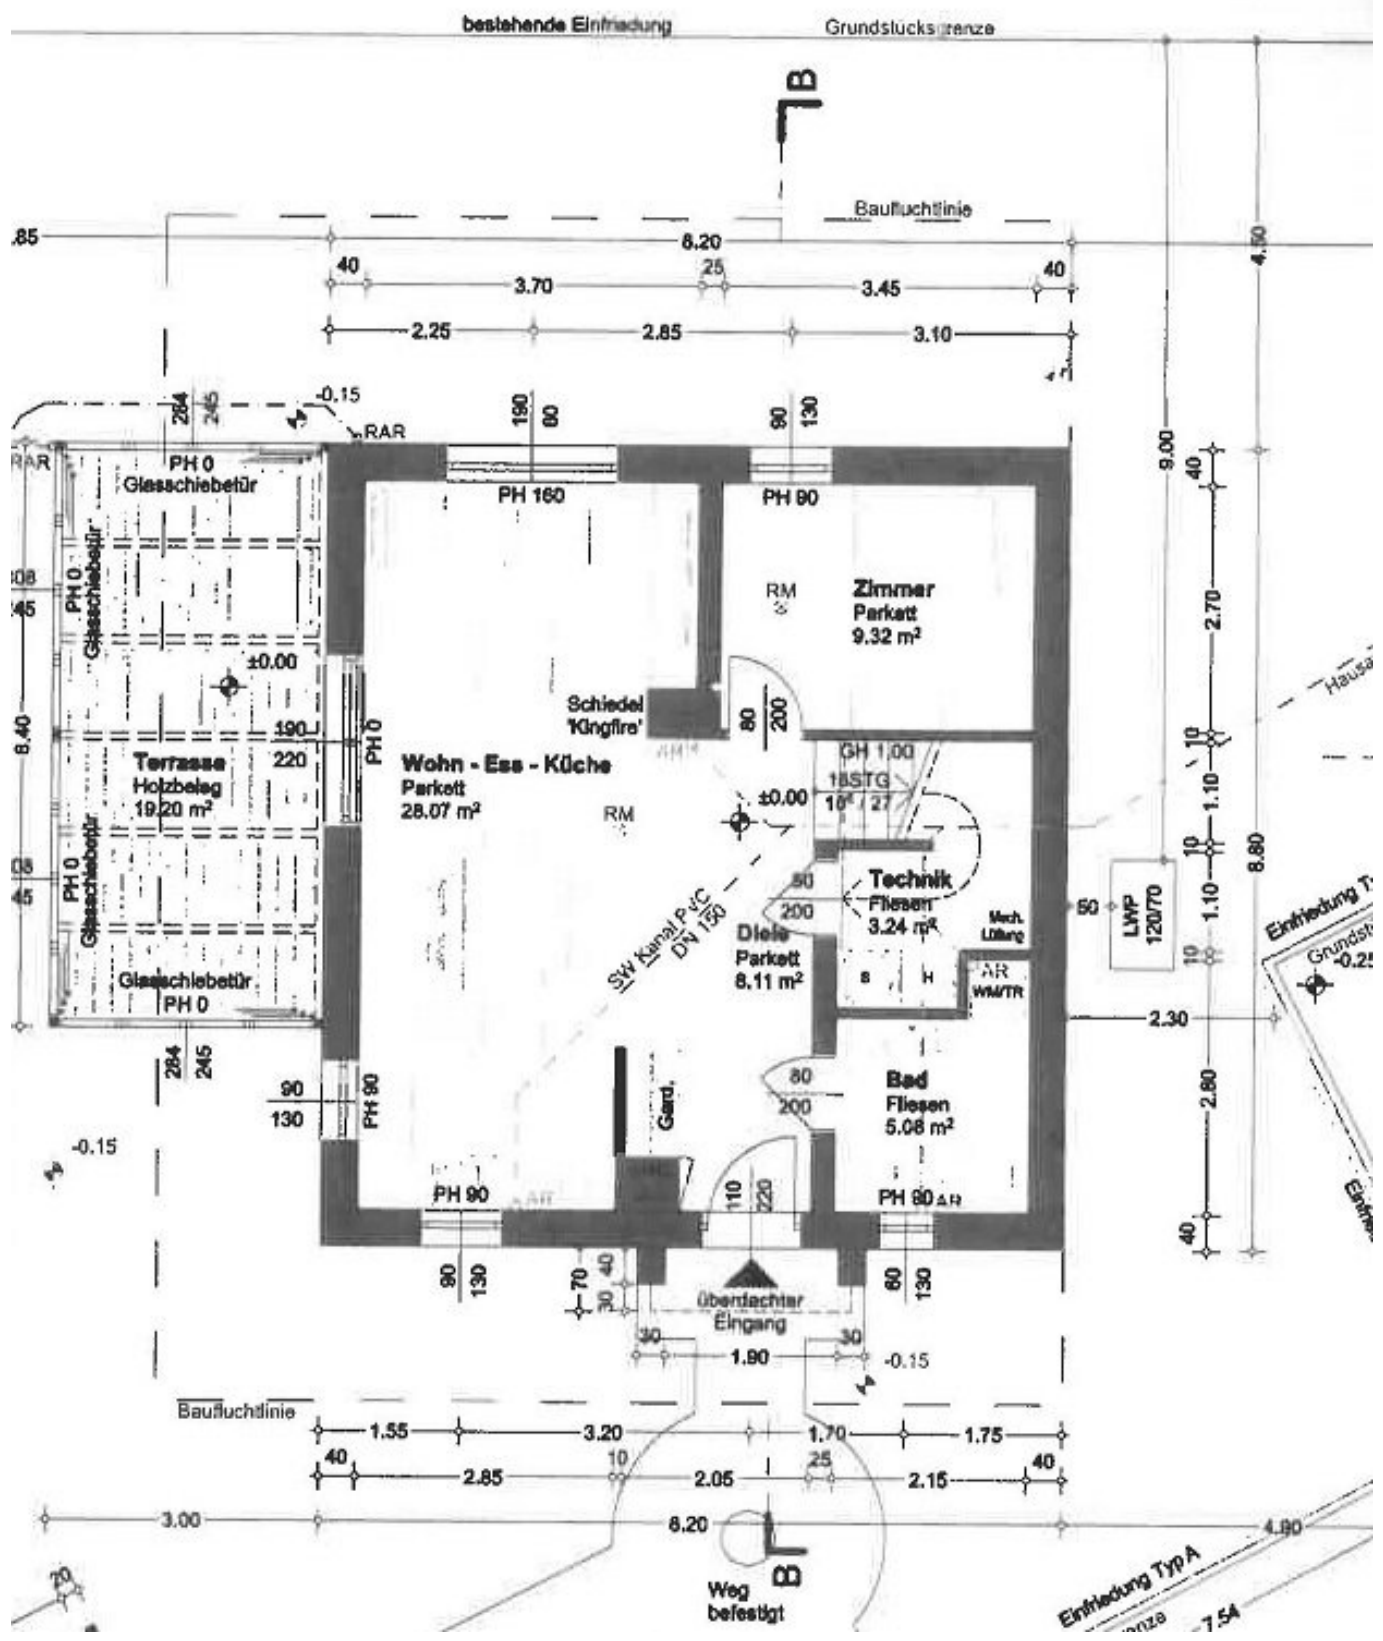 bestehende Einfriedung
Grundstücksgrenze
B
Baufluchtlinie
.85
8.20
4.50
40
3.70
25
3.45
40
2.25
2.85
3.10
9.00
284
245
-0.15
190
60
90
130
RAR
RAR
PH 0
Glasschiebetür
PH 160
PH 90
40
PH 0
Glasschiebetür
RM
Zimmer
Parkett
9.32 m²
2.70
±0.00
Schiedel
'Kingfire'
80
200
Hausa
8.40
190
220
PH 0
Terrasse
Holzbelag
19.20 m²
Wohn - Ess - Küche
Parkett
28.07 m²
RM
GH 1.00
±0.00
10
1.10
10
8.80
PH 0
Glasschiebetür
Technik
Fliesen
3.24 m²
200
50
LWP
120/70
1.10
Einfriedung Ty
Diele
Parkett
8.11 m²
Mech.
Lüftung
SW Kanal PVC
DN 150
S
H
AR
WM/TR
10
-0.25
Glasschiebetür
PH 0
2.30
284
245
90
130
PH 90
Gard.
80
200
Bad
Fliesen
5.08 m²
2.80
-0.15
PH 90
AR
110
220
AR
90
130
70
40
30
überdachter
Eingang
60
130
40
30
1.90
30
-0.15
Baufluchtlinie
1.55
3.20
1.70
1.75
40
2.85
10
2.05
25
2.15
40
3.00
8.20
4.90
20
B
Weg
befestigt
Einfriedung Typ A
7.54